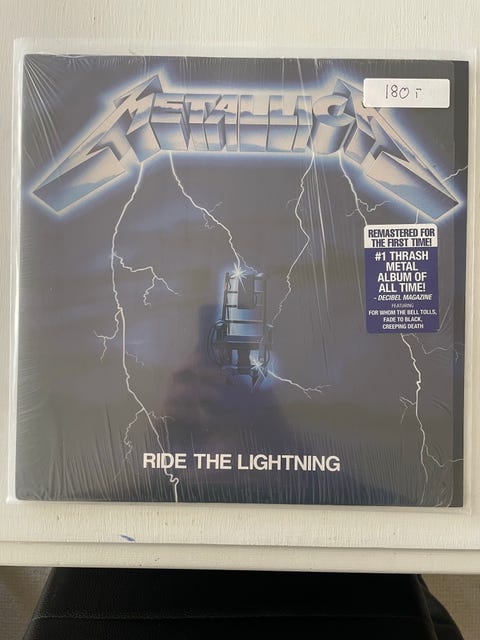 METALLICA
180 T
REMASTERED FOR
THE FIRST TIME!
#1 THRASH
METAL
ALBUM OF
ALL TIME!
- DECIBEL MAGAZINE
FEATURING
FOR WHOM THE BELL TOLLS,
FADE TO BLACK,
CREEPING DEATH
RIDE THE LIGHTNING